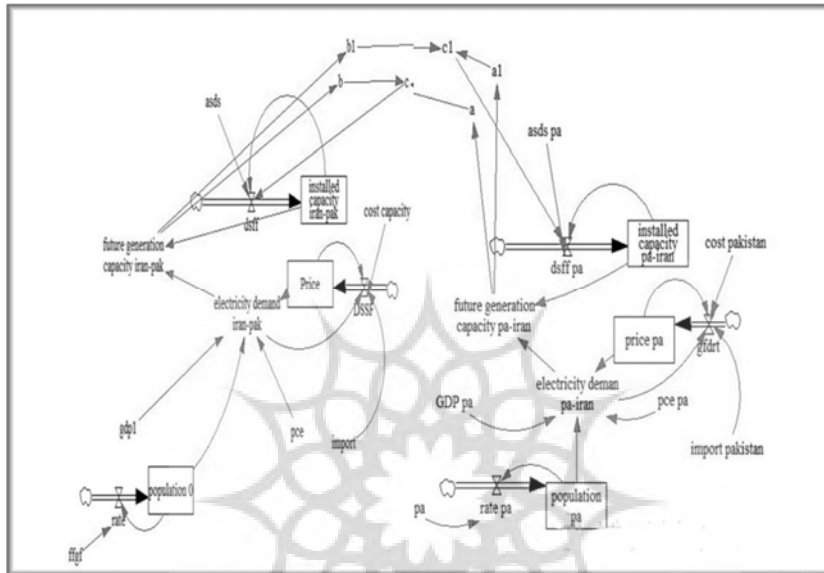 b1
c1
a1
b
c
a
asds
asds pa
installed
capacity
iran-pak
dsff
cost capacity
installed
capacity
pa-iran
cost pakistan
dsff pa
future generation
capacity iran-pak
Price
DSSF
electricity demand
iran-pak
future generation
capacity pa-iran
price pa
gfdrt
electricity deman
pa-iran
GDP pa
pce pa
gdp1
pce
import
import pakistan
population 0
rate
ffgf
pa
rate pa
population
pa